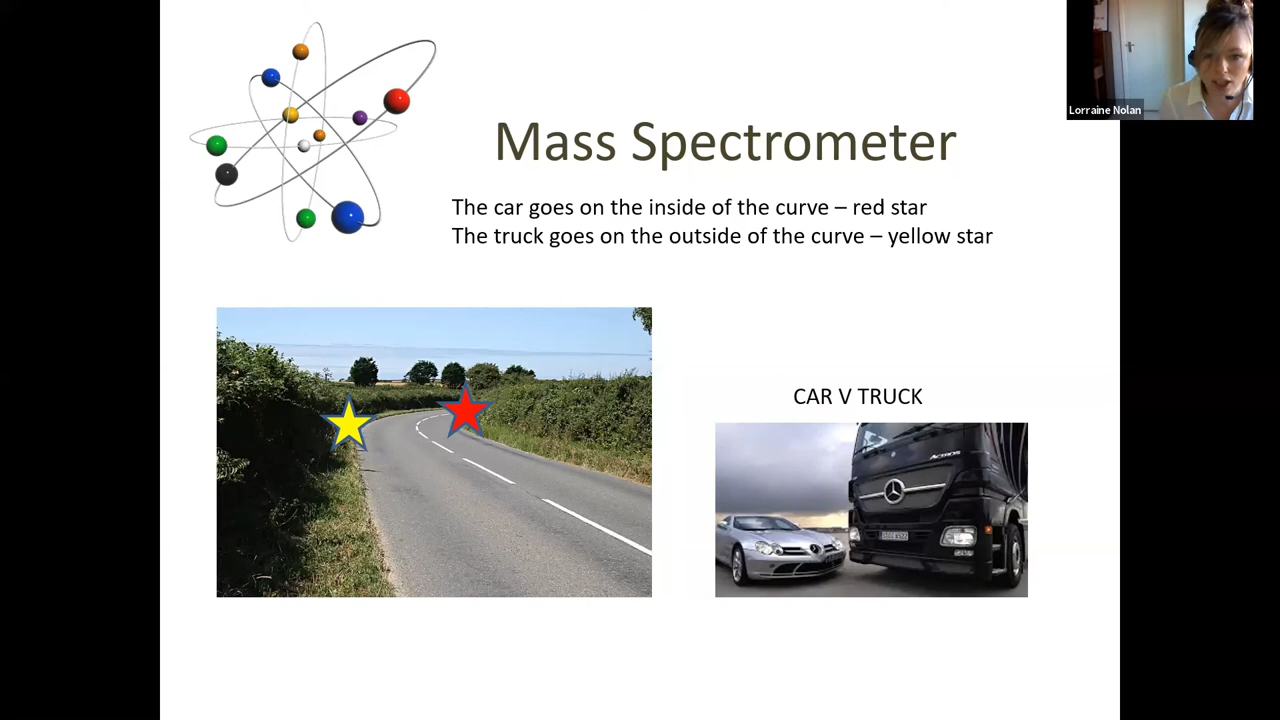 Lorraine Nolan
Mass Spectrometer
The car goes on the inside of the curve – red star
The truck goes on the outside of the curve – yellow star
CAR V TRUCK
ACTROS